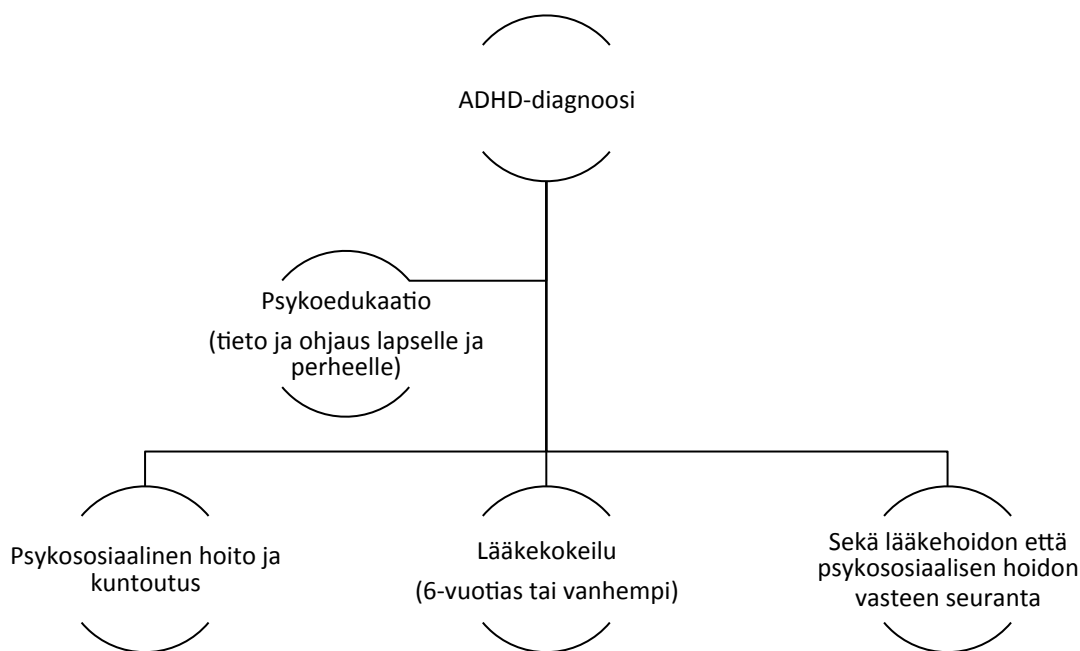 ADHD-diagnoosi
Psykoedukaatio
(tieto ja ohjaus lapselle ja
perheelle)
Psykososiaalinen hoito ja
kuntoutus
Lääkekokeilu
(6-vuotias tai vanhempi)
Sekä lääkehoidon että
psykososiaalisen hoidon
vasteen seuranta